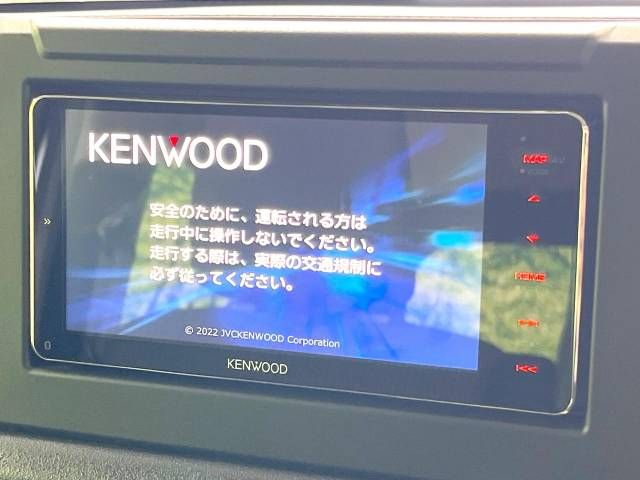 KENWOOD
安全のために、運転される方は
走行中に操作しないでください。
走行する際は、実際の交通規制に
必ず従ってください。
© 2022 JVCKENWOOD Corporation
KENWOOD
MAP
HOME